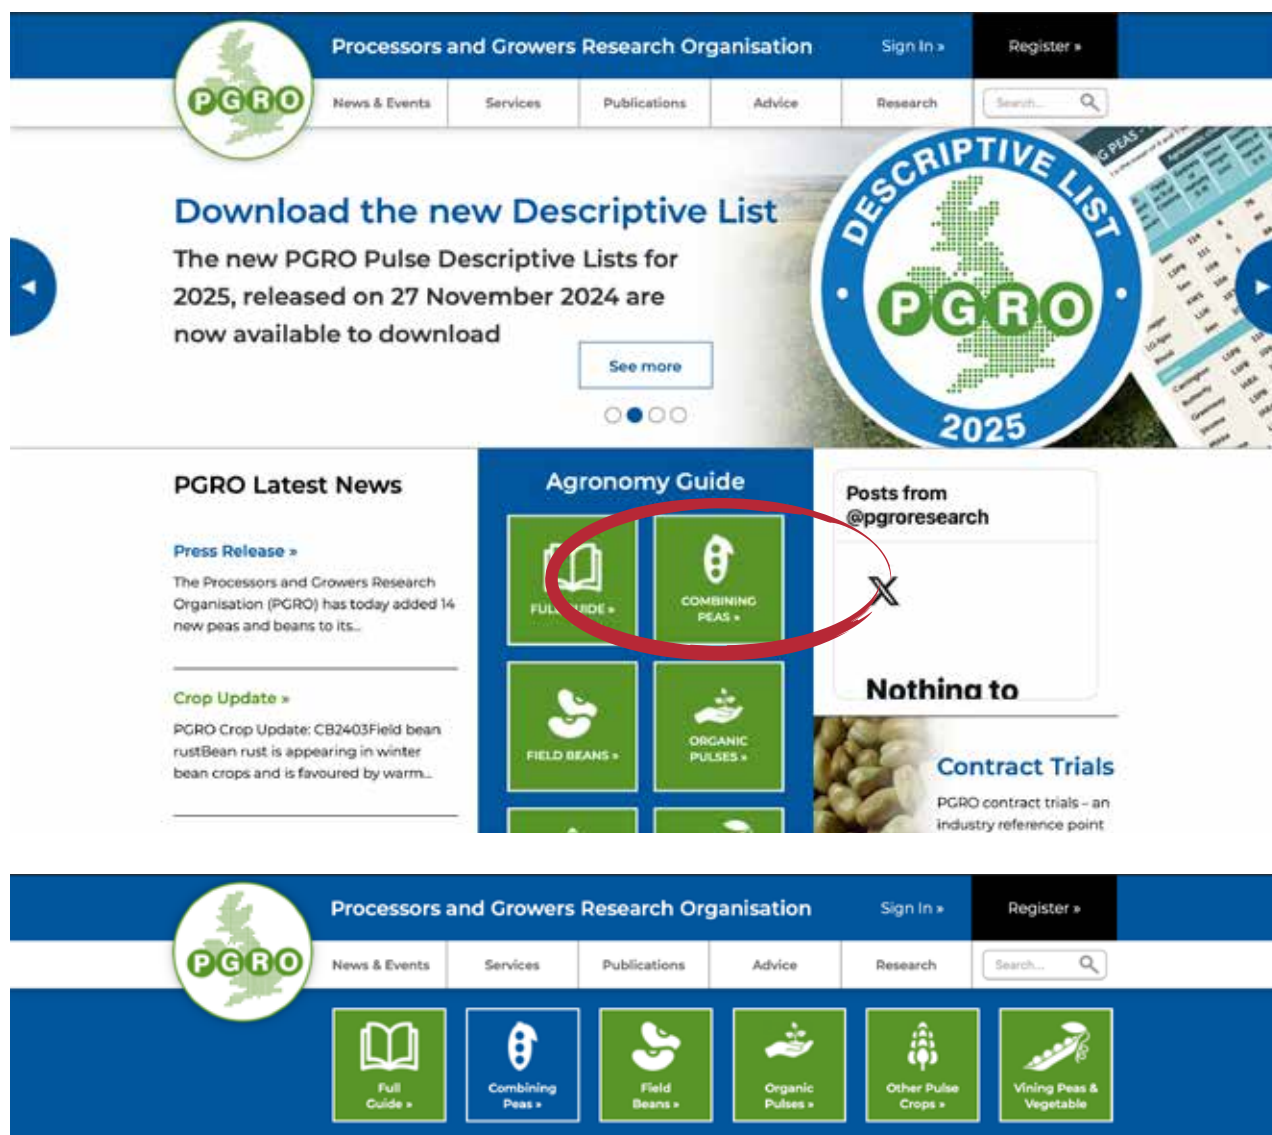 Processors and Growers Research Organisation
Sign In »
Register »
PGRO
News & Events
Services
Publications
Advice
Research
Search...
Download the new Descriptive List
The new PGRO Pulse Descriptive Lists for
2025, released on 27 November 2024 are
now available to download
See more
DESCRIPTIVE LIST
PGRO
2025
PGRO Latest News
Press Release »
The Processors and Growers Research
Organisation (PGRO) has today added 14
new peas and beans to its...
Crop Update »
PGRO Crop Update: CB2403Field bean
rustBean rust is appearing in winter
bean crops and is favoured by warm...
Agronomy Guide
FULL GUIDE »
COMBINING
PEAS »
FIELD BEANS »
ORGANIC
PULSES »
Posts from
@pgroresearch
X
Nothing to
Contract Trials
PGRO contract trials – an
industry reference point
Processors and Growers Research Organisation
Sign In »
Register »
PGRO
News & Events
Services
Publications
Advice
Research
Search...
Full
Guide »
Combining
Peas »
Field
Beans »
Organic
Pulses »
Other Pulse
Crops »
Vining Peas &
Vegetable